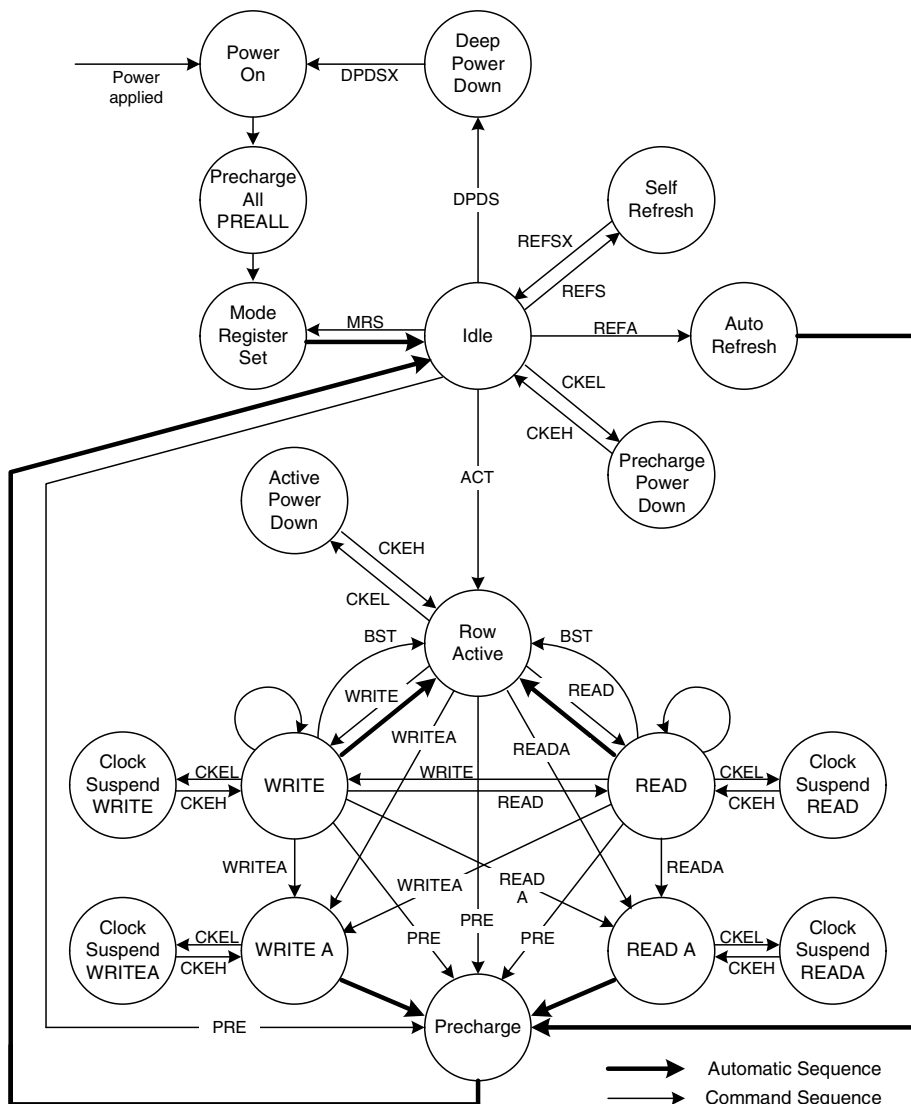 Power
On
Deep
Power
Down
Power
applied
DPDSX
Precharge
All
PREALL
DPDS
Self
Refresh
REFSX
REFS
Mode
Register
Set
MRS
Idle
REFA
Auto
Refresh
CKEL
CKEH
Precharge
Power
Down
ACT
Active
Power
Down
CKEH
CKEL
Row
Active
BST
BST
WRITE
READ
WRITEA
READA
Clock
Suspend
WRITE
CKEL
CKEH
WRITE
WRITE
READ
READ
CKEL
CKEH
Clock
Suspend
READ
WRITEA
WRITEA
READ
A
READA
Clock
Suspend
WRITEA
CKEL
CKEH
WRITE A
PRE
PRE
PRE
READ A
CKEL
CKEH
Clock
Suspend
READA
PRE
Precharge
Automatic Sequence
Command Sequence